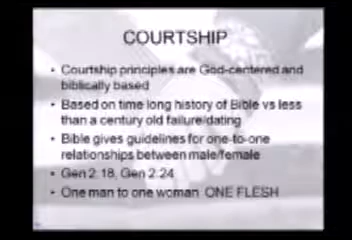 COURTSHIP
• Courtship principles are God-centered and
biblically based
• Based on time long history of Bible vs less
than a century old failure/dating
• Bible gives guidelines for one-to-one
relationships between male/female
• Gen 2:18, Gen 2:24
• One man to one woman ONE FLESH